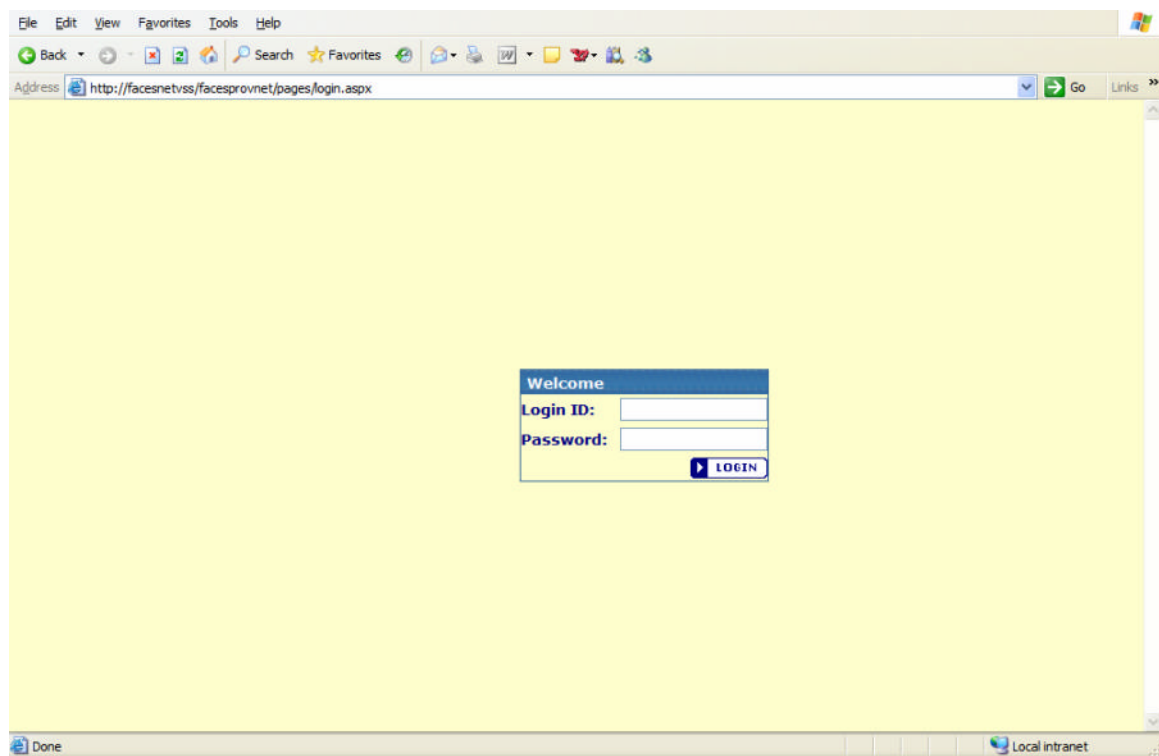 File Edit View Favorites Tools Help
Back Search Favorites
Address http://facesnetvss/facesprovnet/pages/login.aspx Go Links »
Welcome
Login ID:
Password:
LOGIN
Done Local intranet